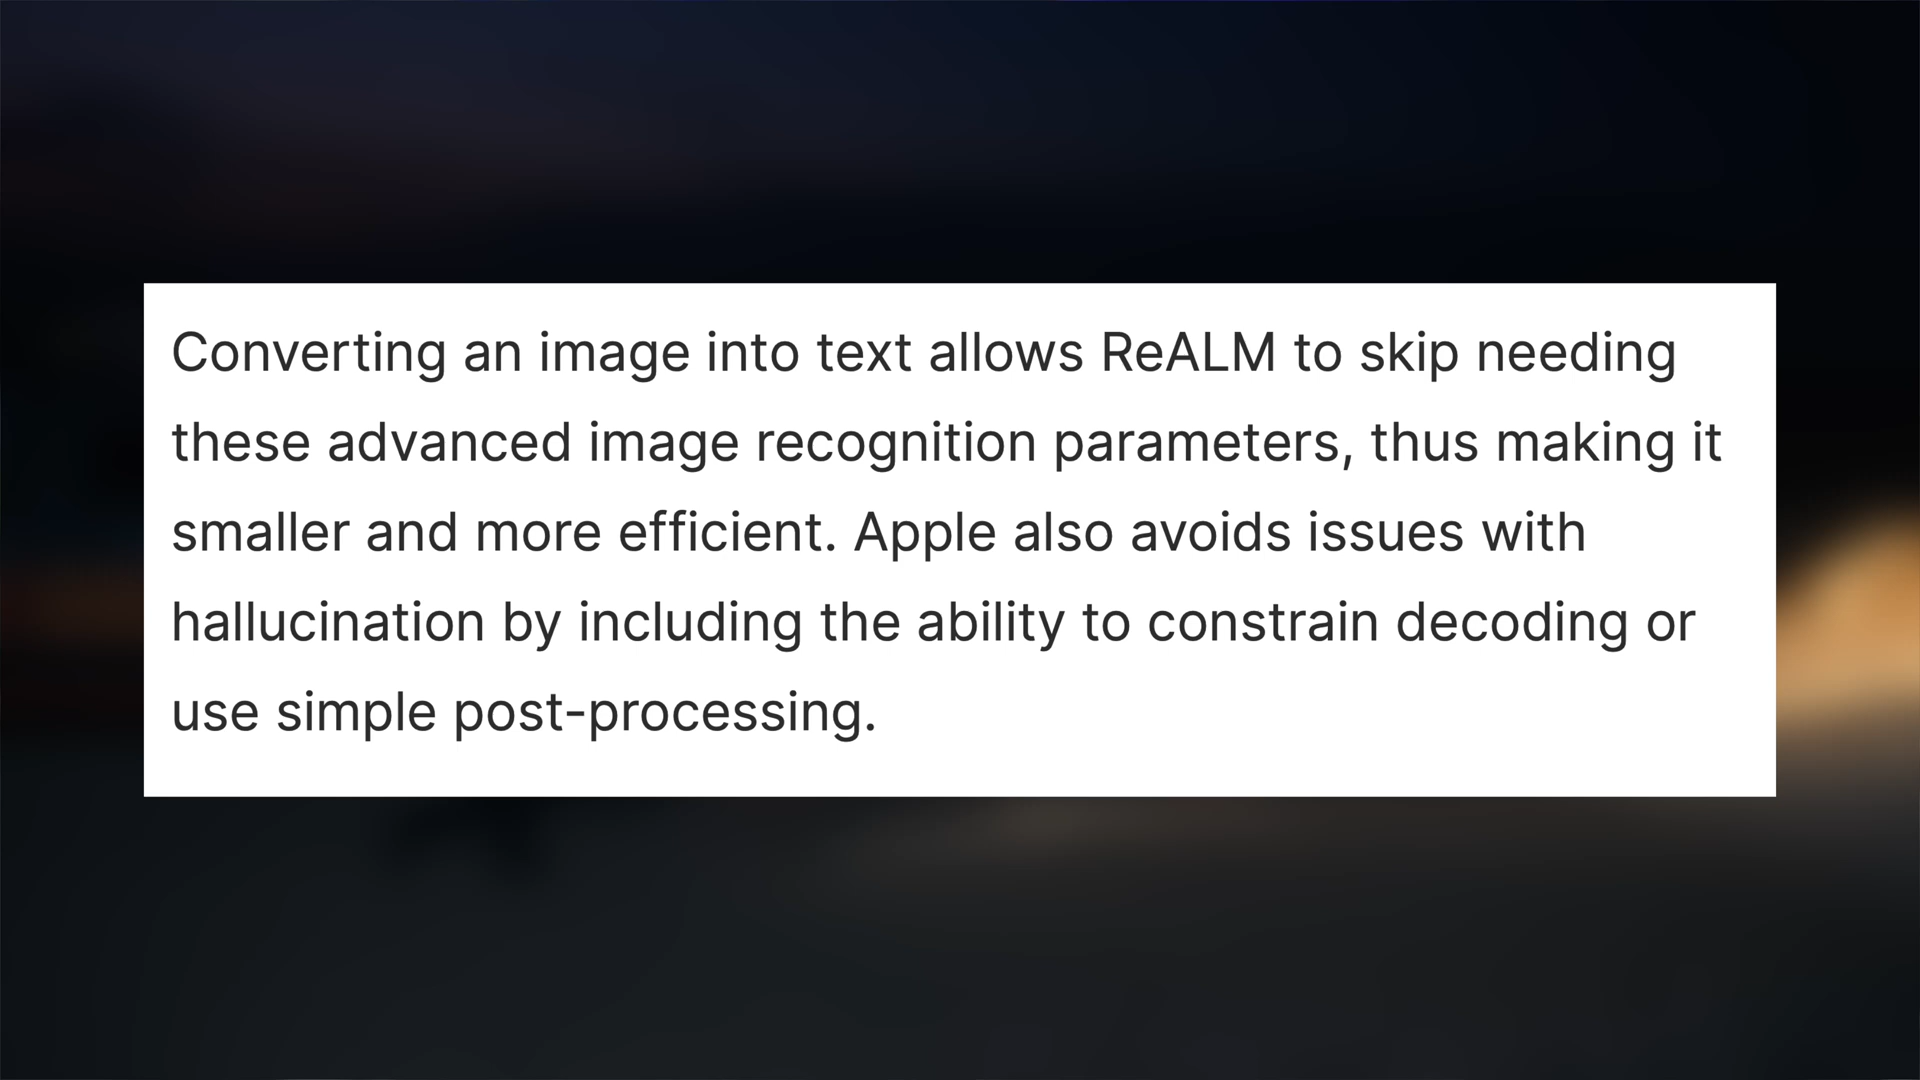 Converting an image into text allows ReALM to skip needing
these advanced image recognition parameters, thus making it
smaller and more efficient. Apple also avoids issues with
hallucination by including the ability to constrain decoding or
use simple post-processing.